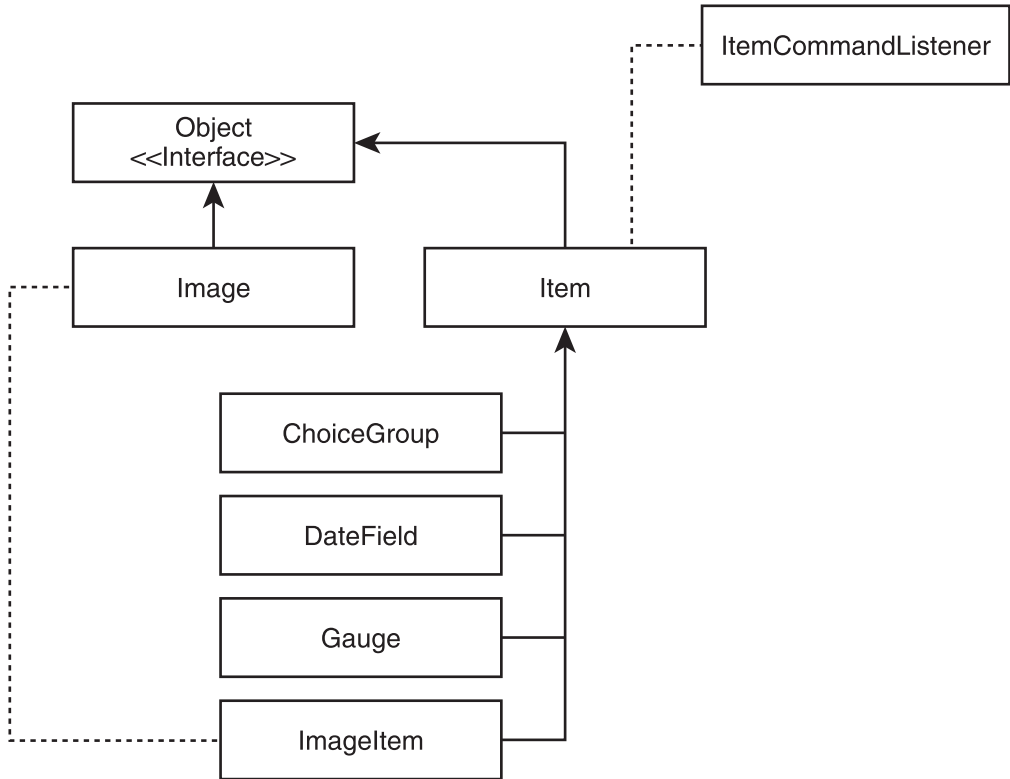 ItemCommandListener
Object
<<Interface>>
Image
Item
ChoiceGroup
DateField
Gauge
ImageItem